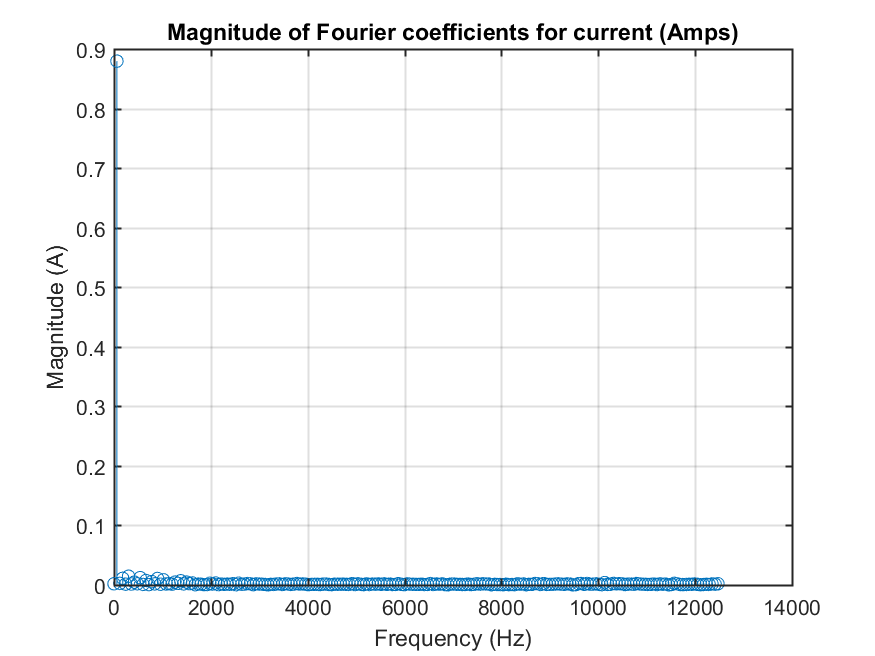 Magnitude of Fourier coefficients for current (Amps)
0.9
0.8
0.7
0.6
0.5
0.4
0.3
0.2
0.1
0
Magnitude (A)
0 2000 4000 6000 8000 10000 12000 14000
Frequency (Hz)